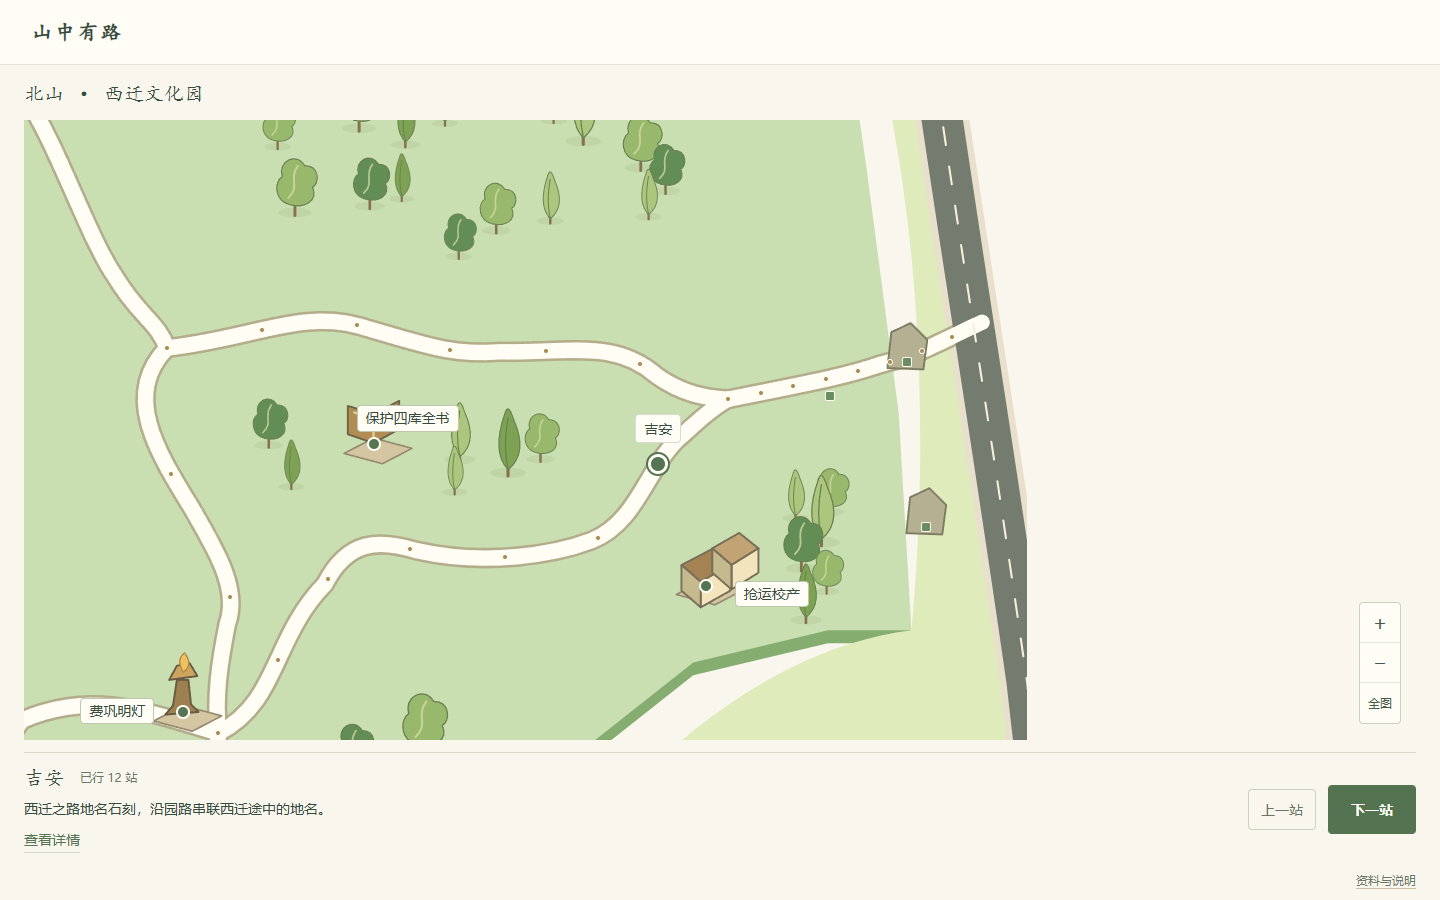 山中有路
北山 • 西迁文化园
保护四库全书
吉安
抢运校产
费巩明灯
+
−
全图
吉安 已行 12 站
西迁之路地名石刻，沿园路串联西迁途中的地名。
查看详情
上一站
下一站
资料与说明